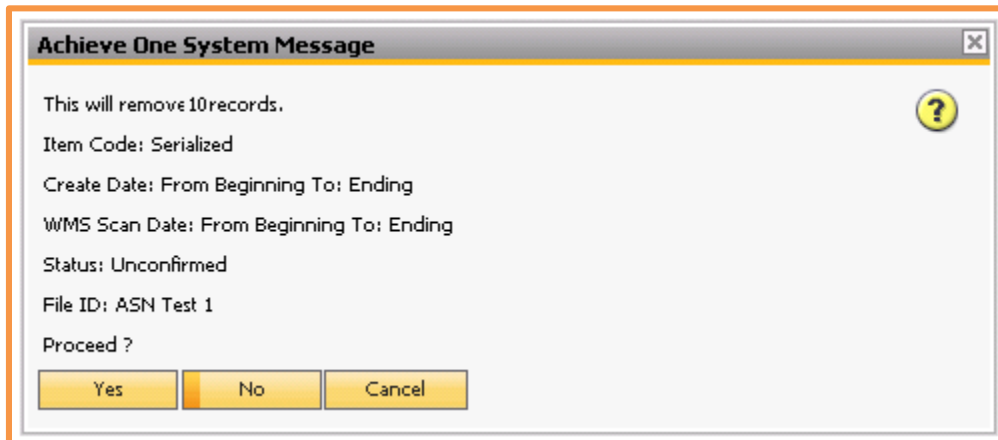 Achieve One System Message
This will remove 10 records.
Item Code: Serialized
Create Date: From Beginning To: Ending
WMS Scan Date: From Beginning To: Ending
Status: Unconfirmed
File ID: ASN Test 1
Proceed ?
Yes No Cancel